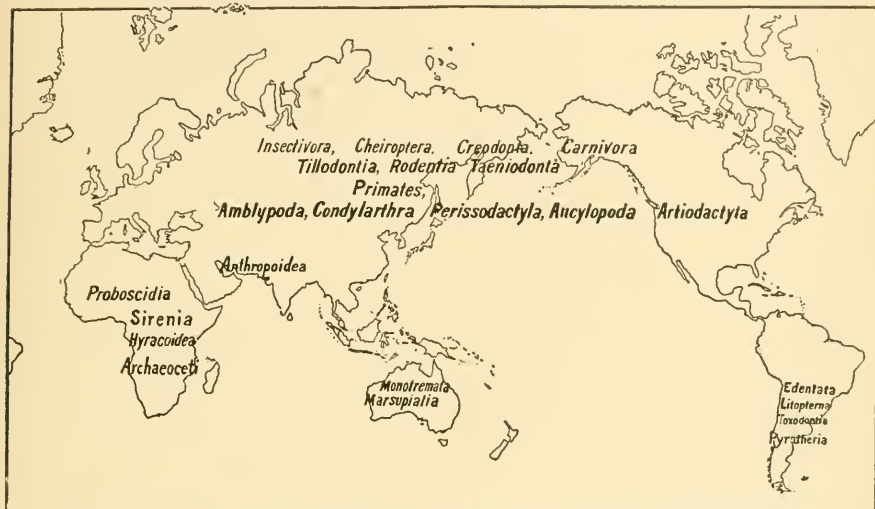 Insectivora, Cheiroptera. Creodopta. Carnivora
Tillodontia, Rodentia Taeniodonta
Primates,
Amblypoda, Condylarthra Perissodactyla, Ancylopoda Artiodactyla
Anthropoidea
Proboscidia
Sirenia
Hyracoidea
Archaeoceti
Monotremata
Marsupialia
Edentata
Litopterna
Toxodontia
Pyrotheria